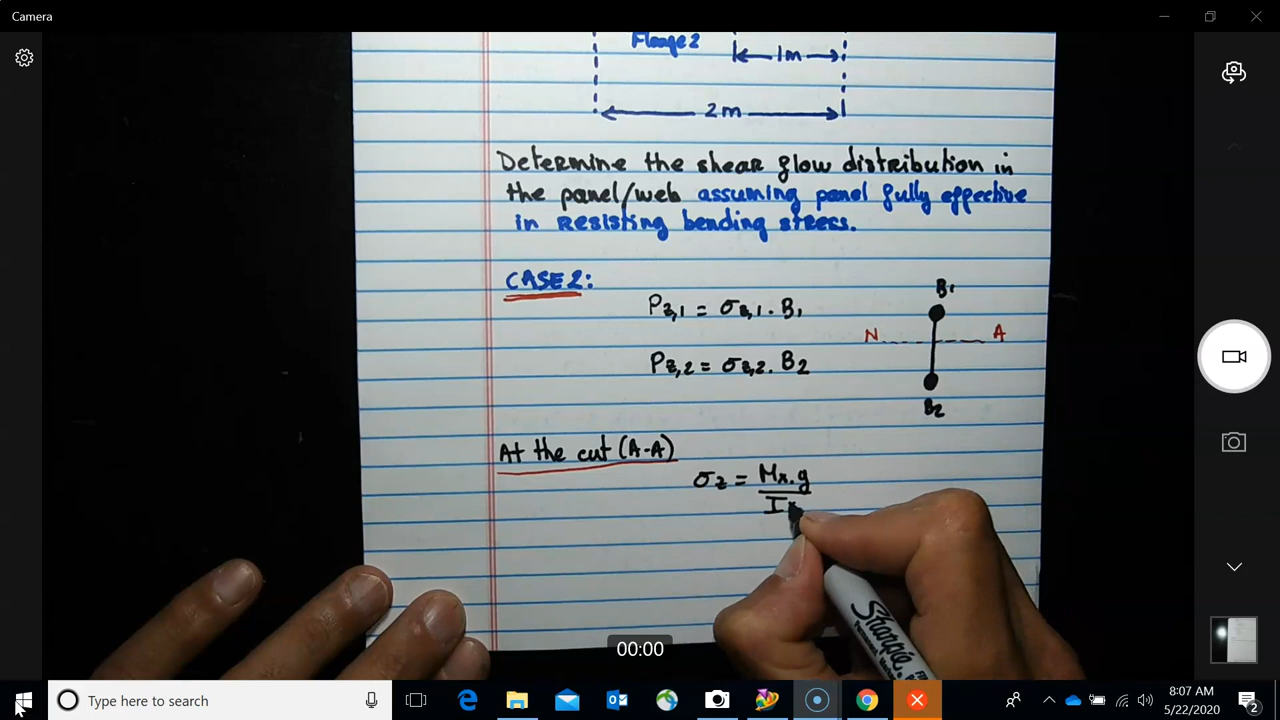 Camera
Flange 2
1m
2m
Determine the shear flow distribution in
the panel/web assuming panel fully effective
in resisting bending stress.
CASE 2:
Pz,1 = σz,1 . B1
Pz,2 = σz,2 . B2
B1
N A
B2
At the cut (A-A)
σz = Mx.y
Ix
Sharpie
00:00
Type here to search
8:07 AM
5/22/2020
2